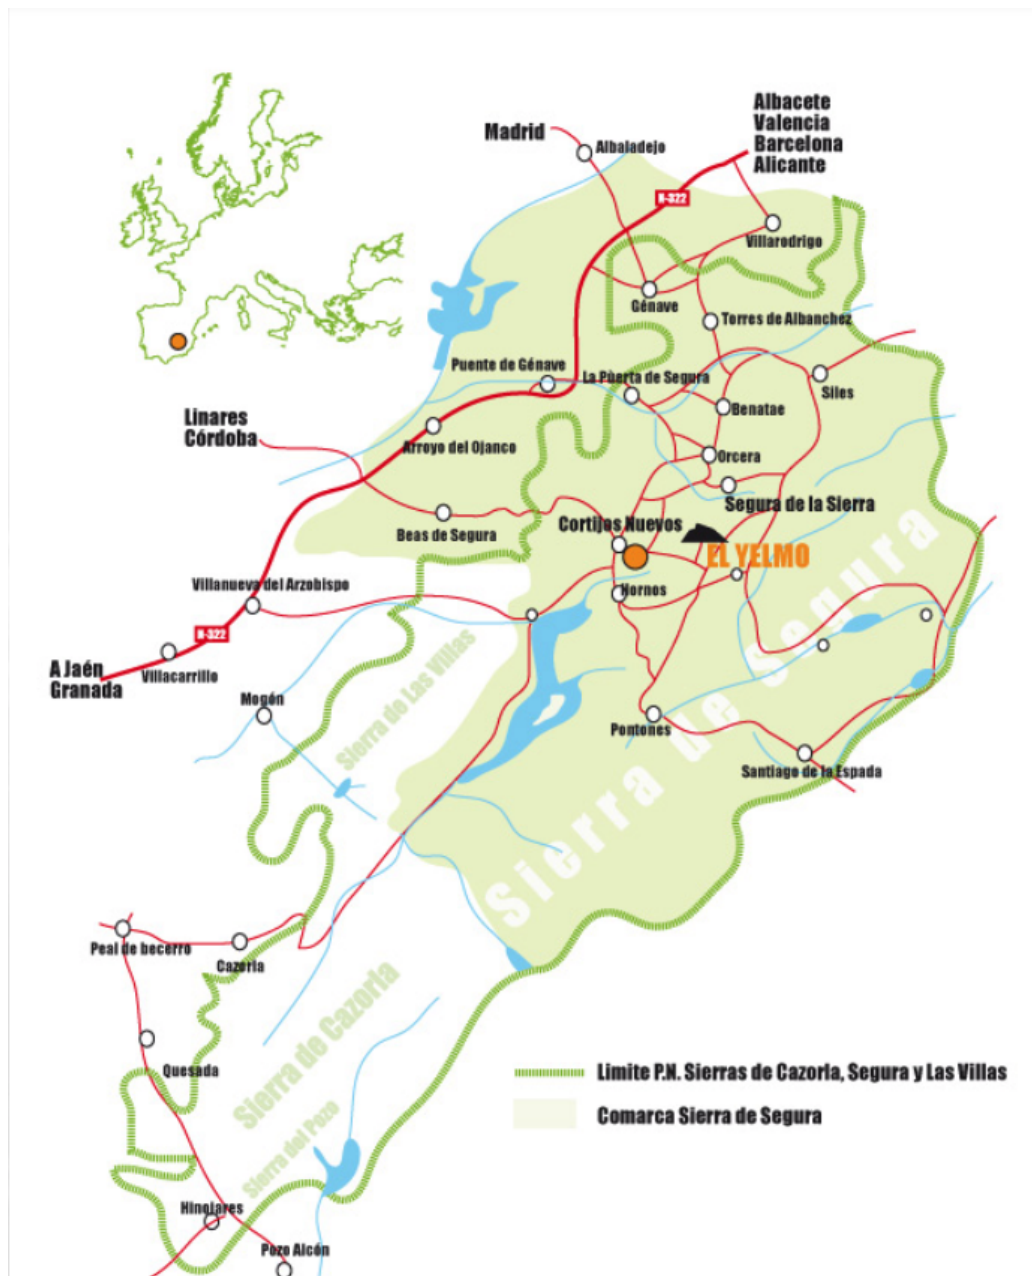 Madrid
Albaladejo
Albacete
Valencia
Barcelona
Alicante
N-322
Villarodrigo
Génave
Torres de Albanchez
Puente de Génave
La Pùerta de Segura
Siles
Linares
Córdoba
Benatae
Arroyo del Ojanco
Orcera
Segura de la Sierra
Beas de Segura
Cortijos Nuevos
EL YELMO
Villanueva del Arzobispo
Hornos
N-322
A Jaén
Granada
Villacarrillo
Mogón
Sierra de Las Villas
Pontones
Santiago de la Espada
Sierra de Segura
Peal de becerro
Cazorla
Sierra de Cazorla
Quesada
Sierra del Pozo
Limite P.N. Sierras de Cazorla, Segura y Las Villas
Comarca Sierra de Segura
Hinojares
Pozo Alcón